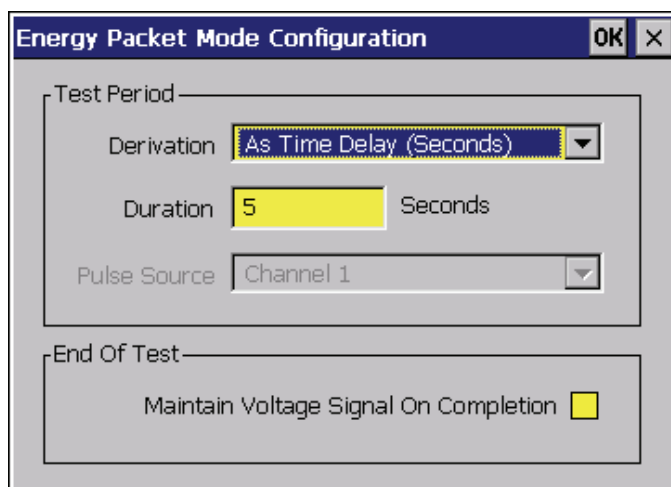 Energy Packet Mode Configuration OK ×
Test Period
Derivation As Time Delay (Seconds)
Duration 5 Seconds
Pulse Source Channel 1
End Of Test
Maintain Voltage Signal On Completion